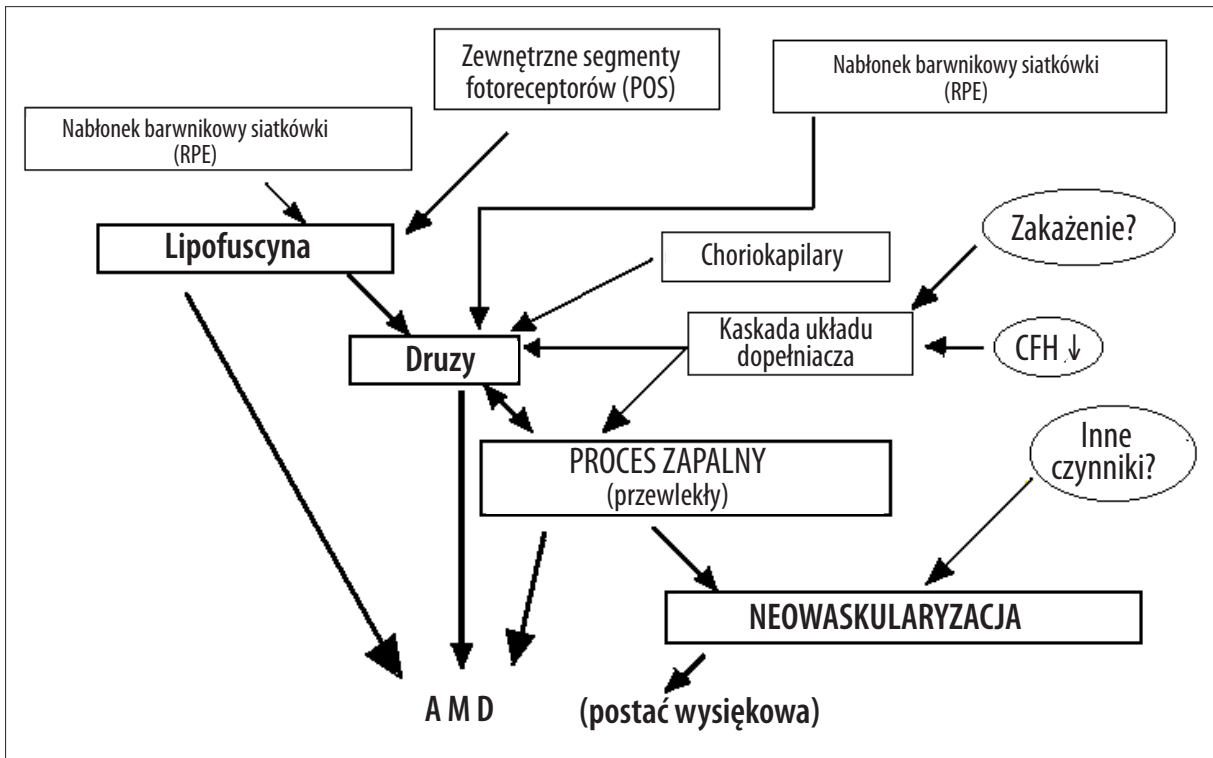 Zewnętrzne segmenty
fotoreceptorów (POS)
Nabłonek barwnikowy siatkówki
(RPE)
Nabłonek barwnikowy siatkówki
(RPE)
Lipofuscyna
Zakażenie?
Choriokapilary
Kaskada układu
dopełniacza
CFH ↓
Druzy
PROCES ZAPALNY
(przewlekły)
Inne
czynniki?
NEOWASKULARYZACJA
A M D
(postać wysiękowa)